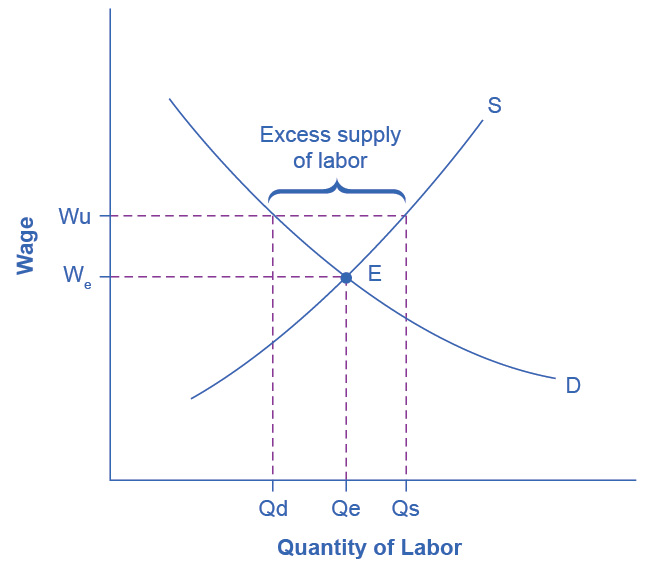 S
Excess supply
of labor
Wu
We
E
D
Wage
Qd
Qe
Qs
Quantity of Labor